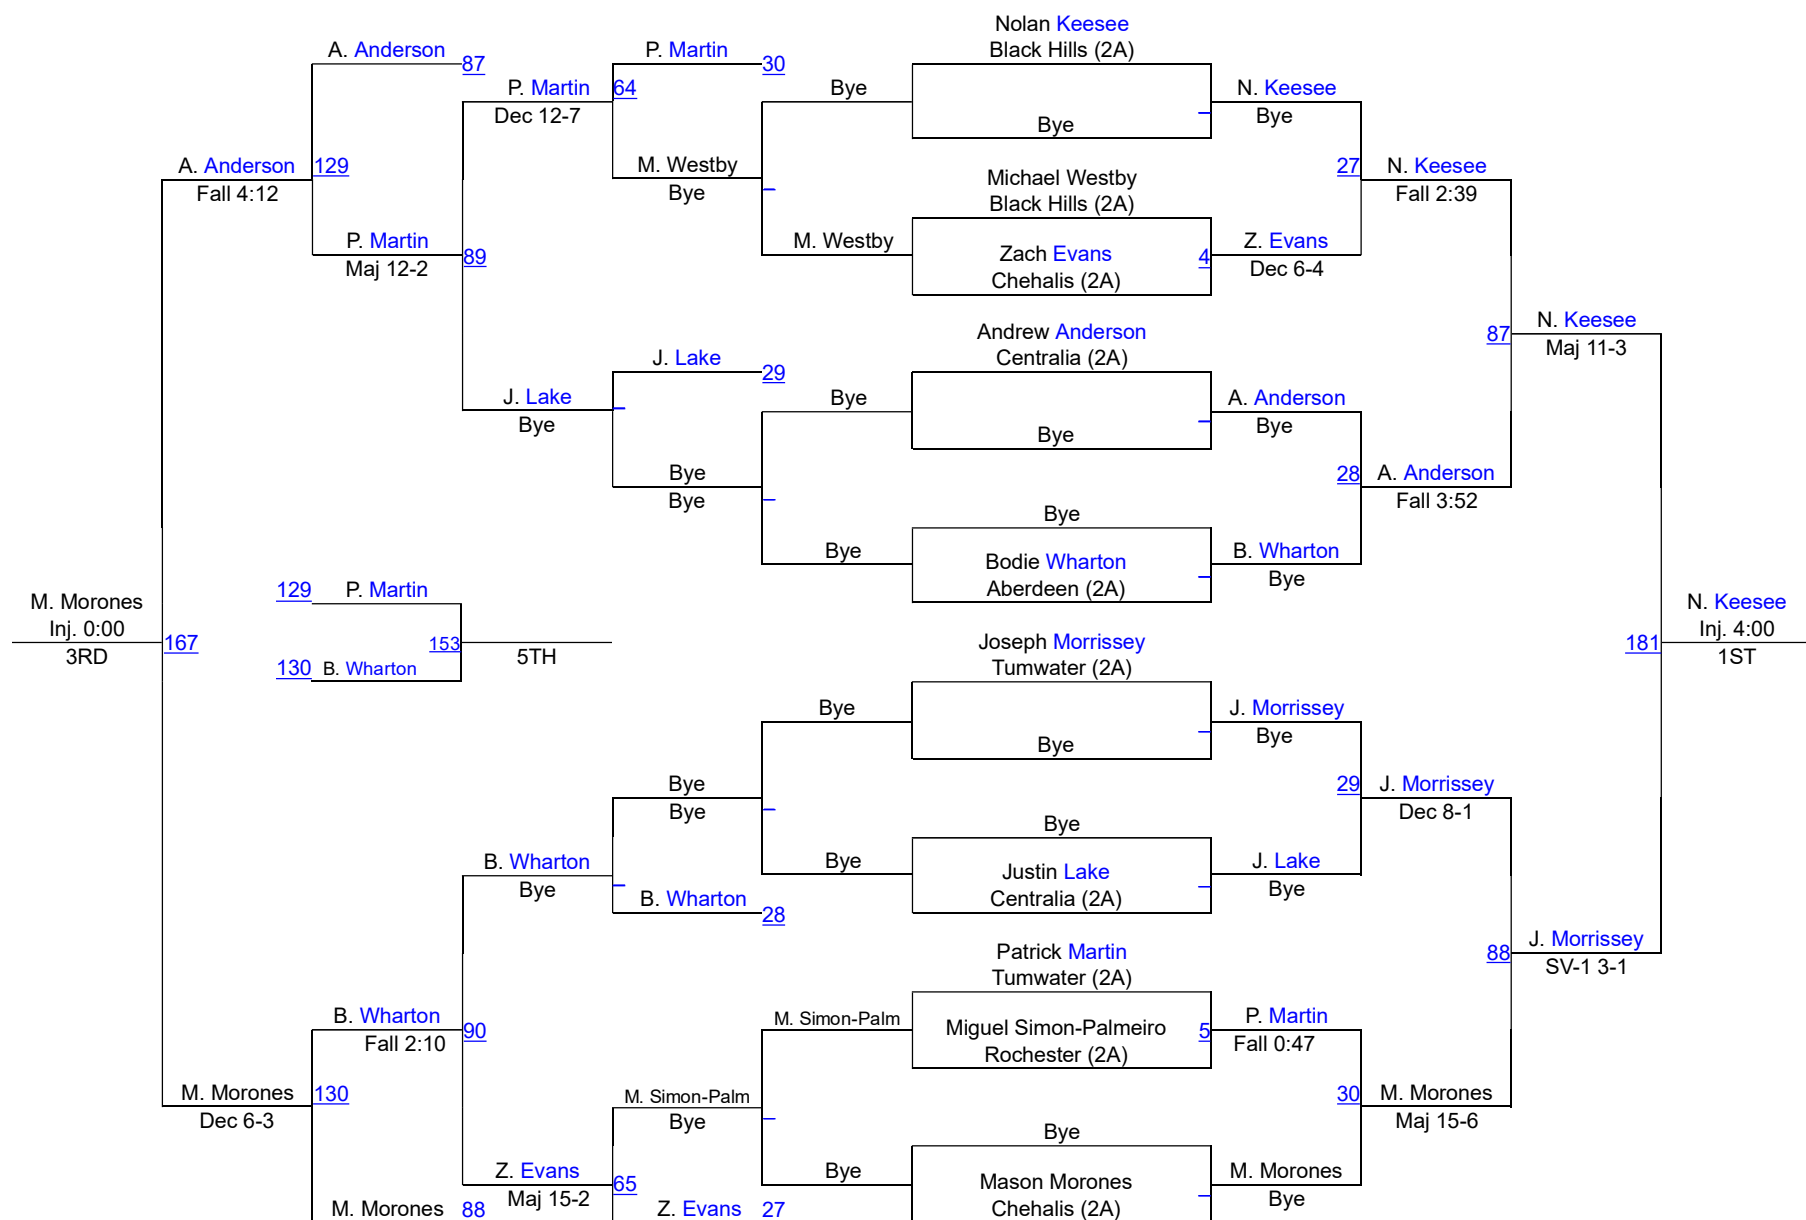 Nolan Keesee
Black Hills (2A)
A. Anderson
87
P. Martin
30
P. Martin
64
Dec 12-7
Bye
Bye
N. Keesee
Bye
M. Westby
Bye
A. Anderson
129
Fall 4:12
Michael Westby
Black Hills (2A)
27
N. Keesee
Fall 2:39
P. Martin
Maj 12-2
89
M. Westby
Zach Evans
Chehalis (2A)
4
Z. Evans
Dec 6-4
Andrew Anderson
Centralia (2A)
87
N. Keesee
Maj 11-3
J. Lake
29
J. Lake
Bye
Bye
Bye
A. Anderson
Bye
Bye
Bye
28
A. Anderson
Fall 3:52
Bye
Bye
Bodie Wharton
Aberdeen (2A)
B. Wharton
Bye
M. Morones
Inj. 0:00
3RD
167
129
P. Martin
153
5TH
130
B. Wharton
N. Keesee
Inj. 4:00
1ST
181
Joseph Morrissey
Tumwater (2A)
Bye
Bye
J. Morrissey
Bye
Bye
Bye
29
J. Morrissey
Dec 8-1
Bye
B. Wharton
Bye
Bye
Justin Lake
Centralia (2A)
J. Lake
Bye
B. Wharton
28
Patrick Martin
Tumwater (2A)
88
J. Morrissey
SV-1 3-1
B. Wharton
Fall 2:10
90
M. Simon-Palm
Miguel Simon-Palmeiro
Rochester (2A)
5
P. Martin
Fall 0:47
M. Morones
Dec 6-3
130
M. Simon-Palm
Bye
30
M. Morones
Maj 15-6
Bye
Z. Evans
Maj 15-2
65
Bye
Mason Morones
Chehalis (2A)
M. Morones
Bye
M. Morones
88
Z. Evans
27